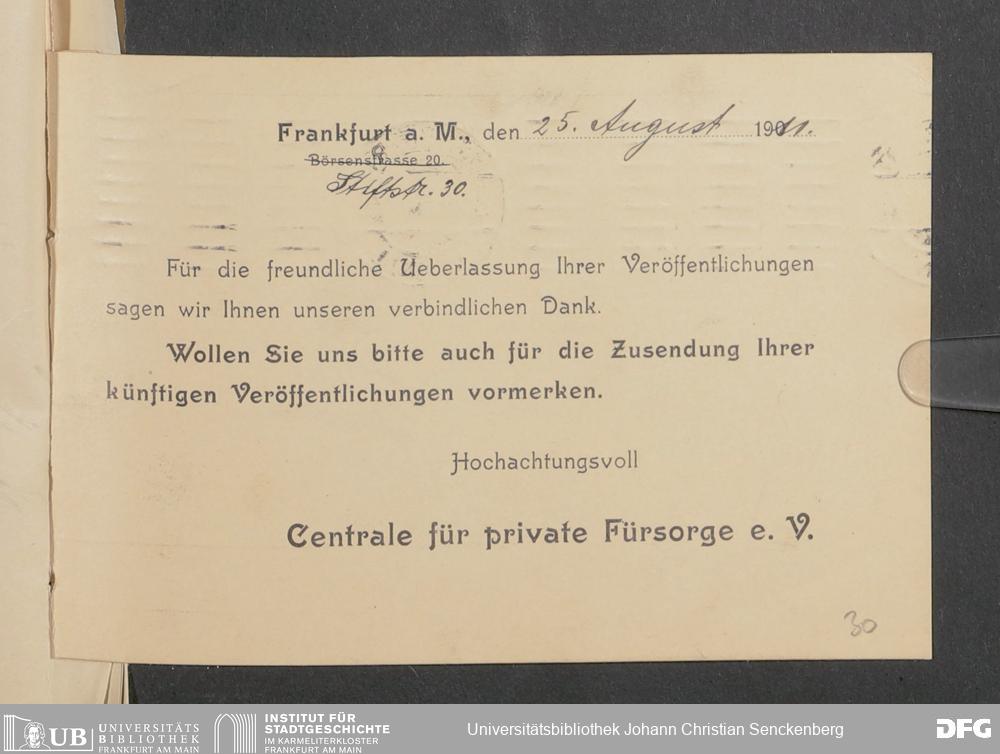 Frankfurt a. M., den 25. August 1911.
Börsenstrasse 20.
Stiftstr. 30.
Für die freundliche Ueberlassung Ihrer Veröffentlichungen
sagen wir Ihnen unseren verbindlichen Dank.
Wollen Sie uns bitte auch für die Zusendung Ihrer
künftigen Veröffentlichungen vormerken.
Hochachtungsvoll
Centrale für private Fürsorge e. V.
30
UB UNIVERSITÄTS BIBLIOTHEK FRANKFURT AM MAIN
INSTITUT FÜR STADTGESCHICHTE IM KARMELITERKLOSTER FRANKFURT AM MAIN
Universitätsbibliothek Johann Christian Senckenberg
DFG